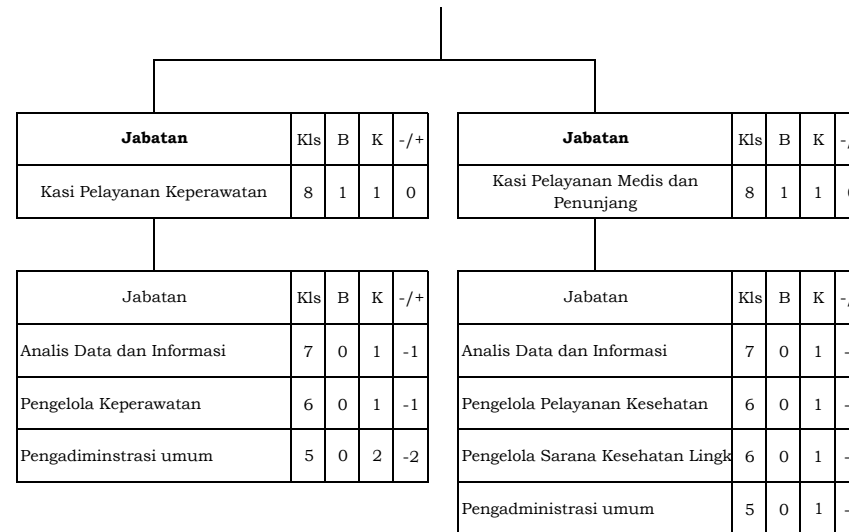 Jabatan Kls B K -/+
Kasi Pelayanan Keperawatan 8 1 1 0
Jabatan Kls B K
Kasi Pelayanan Medis dan
Penunjang 8 1 1
Jabatan Kls B K -/+
Analis Data dan Informasi 7 0 1 -1
Pengelola Keperawatan 6 0 1 -1
Pengadiminstrasi umum 5 0 2 -2
Jabatan Kls B K
Analis Data dan Informasi 7 0 1
Pengelola Pelayanan Kesehatan 6 0 1
Pengelola Sarana Kesehatan Lingk 6 0 1
Pengadministrasi umum 5 0 1